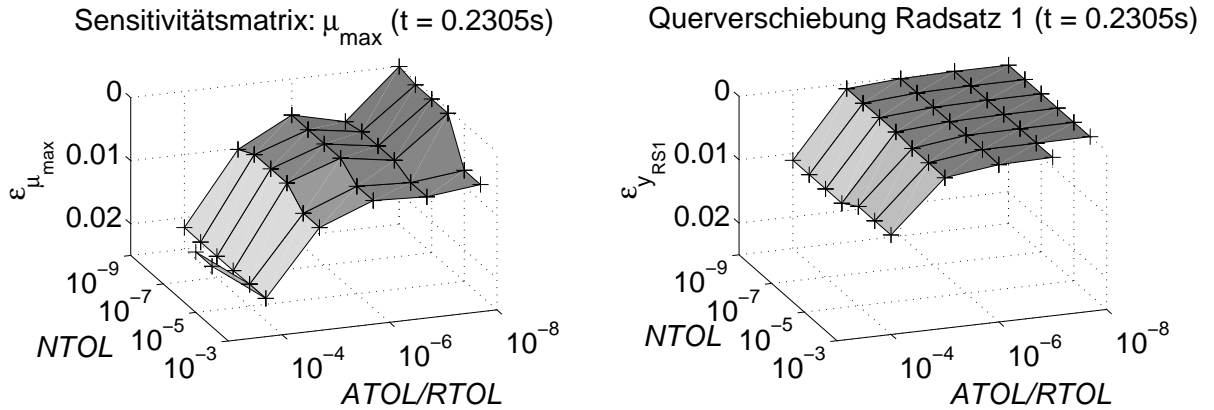 Sensitivitätsmatrix: μmax (t = 0.2305s)
0
0.01
0.02
εμmax
10−9
10−7
10−5
10−3
NTOL
10−4
10−6
10−8
ATOL/RTOL
Querverschiebung Radsatz 1 (t = 0.2305s)
0
0.01
0.02
εyRS1
10−9
10−7
10−5
10−3
NTOL
10−4
10−6
10−8
ATOL/RTOL